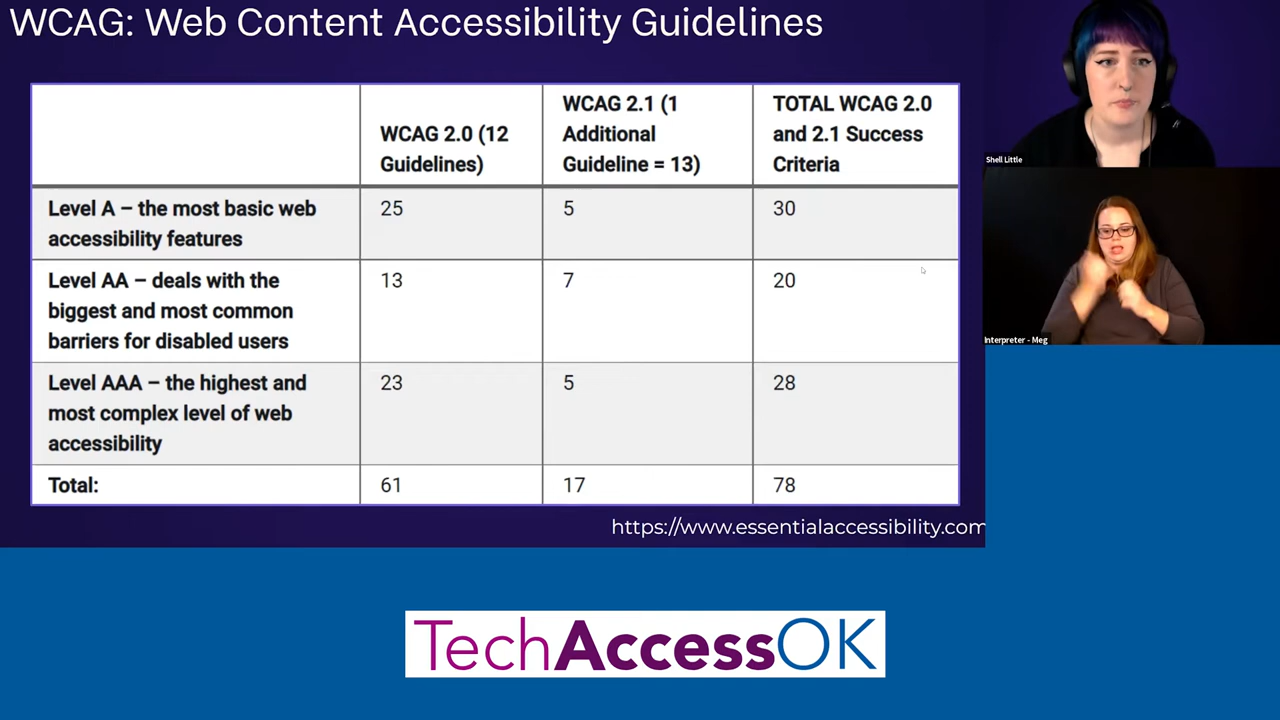 WCAG: Web Content Accessibility Guidelines
WCAG 2.0 (12
Guidelines)
WCAG 2.1 (1
Additional
Guideline = 13)
TOTAL WCAG 2.0
and 2.1 Success
Criteria
Level A – the most basic web
accessibility features
25
5
30
Level AA – deals with the
biggest and most common
barriers for disabled users
13
7
20
Level AAA – the highest and
most complex level of web
accessibility
23
5
28
Total:
61
17
78
https://www.essentialaccessibility.com
Shell Little
Interpreter - Meg
TechAccessOK